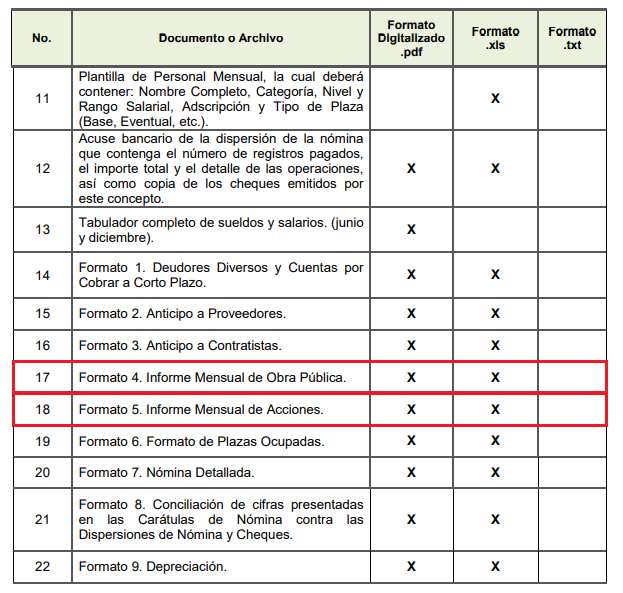 No. Documento o Archivo Formato Digitalizado .pdf Formato .xls Formato .txt
11 Plantilla de Personal Mensual, la cual deberá X
contener: Nombre Completo, Categoría, Nivel y
Rango Salarial, Adscripción y Tipo de Plaza
(Base, Eventual, etc.).
12 Acuse bancario de la dispersión de la nómina X X
que contenga el número de registros pagados,
el importe total y el detalle de las operaciones,
así como copia de los cheques emitidos por
este concepto.
13 Tabulador completo de sueldos y salarios. (junio X
y diciembre).
14 Formato 1. Deudores Diversos y Cuentas por X X
Cobrar a Corto Plazo.
15 Formato 2. Anticipo a Proveedores. X X
16 Formato 3. Anticipo a Contratistas. X X
17 Formato 4. Informe Mensual de Obra Pública. X X
18 Formato 5. Informe Mensual de Acciones. X X
19 Formato 6. Formato de Plazas Ocupadas. X X
20 Formato 7. Nómina Detallada. X X
21 Formato 8. Conciliación de cifras presentadas X X
en las Carátulas de Nómina contra las
Dispersiones de Nómina y Cheques.
22 Formato 9. Depreciación. X X